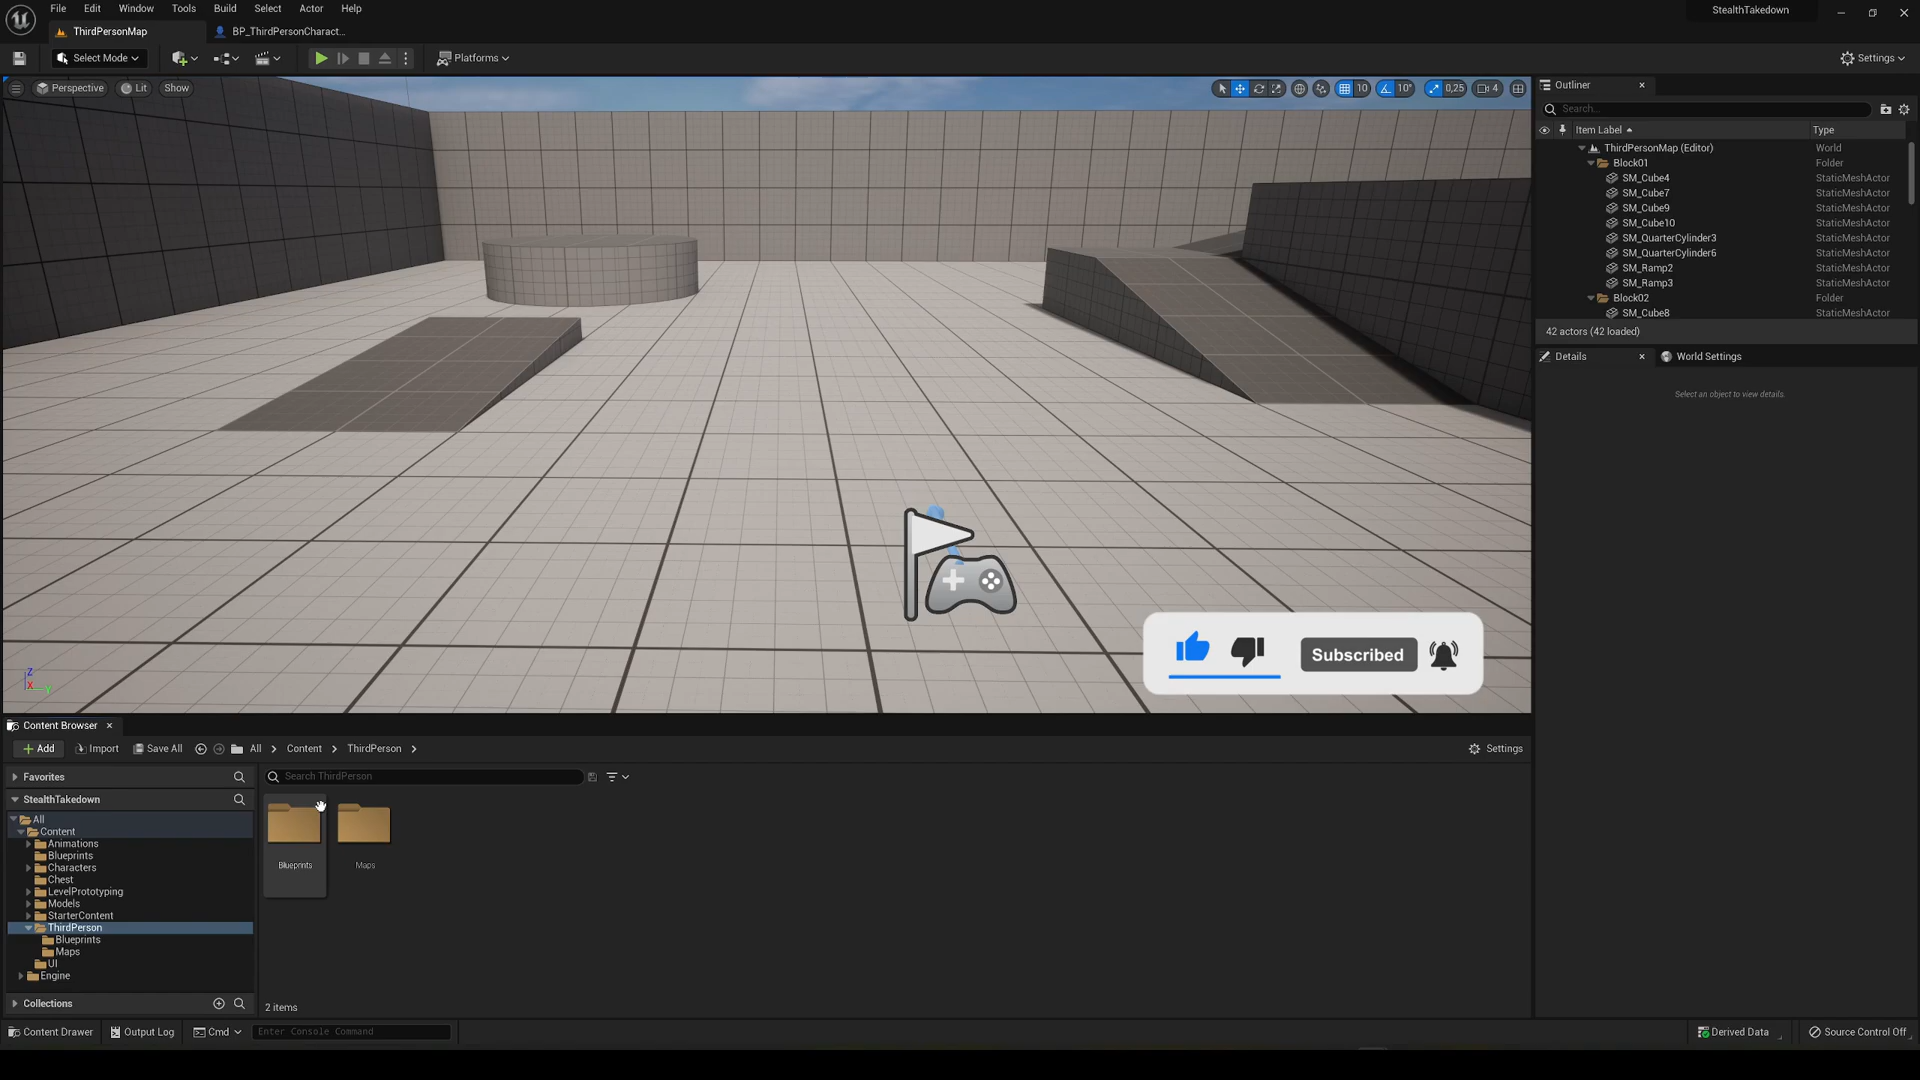 File Edit Window Tools Build Select Actor Help
StealthTakedown
ThirdPersonMap
BP_ThirdPersonCharact...
Select Mode
Platforms
Settings
Perspective
Lit
Show
10
10°
0,25
4
Outliner
Search...
Item Label
Type
ThirdPersonMap (Editor) World
Block01 Folder
SM_Cube4 StaticMeshActor
SM_Cube7 StaticMeshActor
SM_Cube9 StaticMeshActor
SM_Cube10 StaticMeshActor
SM_QuarterCylinder3 StaticMeshActor
SM_QuarterCylinder6 StaticMeshActor
SM_Ramp2 StaticMeshActor
SM_Ramp3 StaticMeshActor
Block02 Folder
SM_Cube8 StaticMeshActor
42 actors (42 loaded)
Details
World Settings
Select an object to view details.
Subscribed
Z
X
Y
Content Browser
Add
Import
Save All
All
Content
ThirdPerson
Settings
Favorites
Search ThirdPerson
StealthTakedown
All
Content
Animations
Blueprints
Characters
Chest
LevelPrototyping
Models
StarterContent
ThirdPerson
Blueprints
Maps
UI
Engine
Blueprints
Maps
Collections
2 items
Content Drawer
Output Log
Cmd
Enter Console Command
Derived Data
Source Control Off